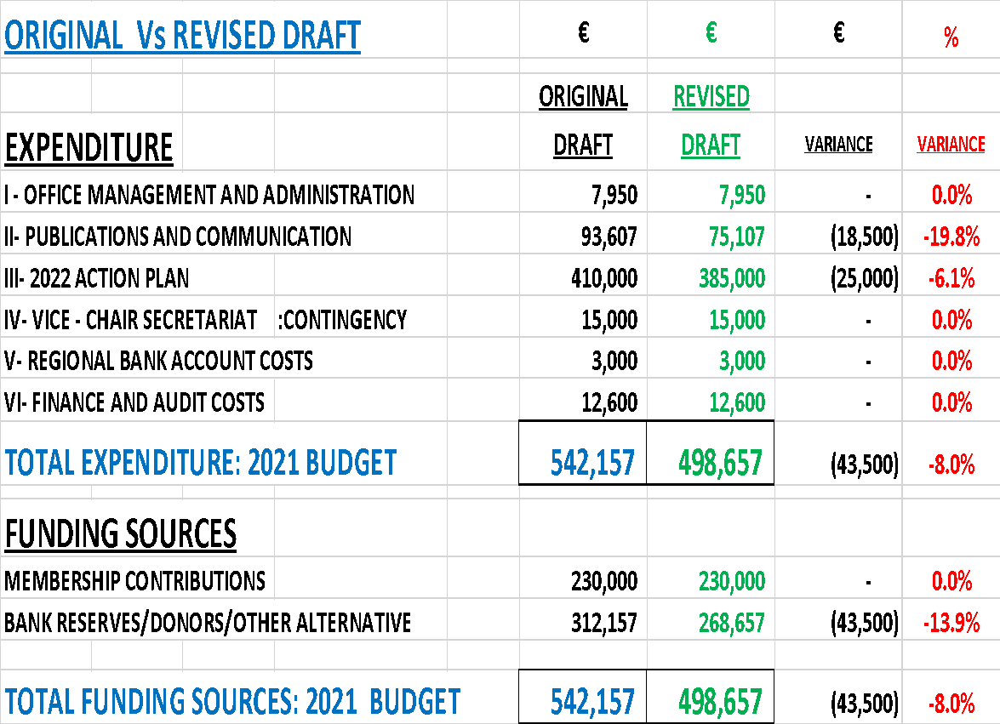 ORIGINAL Vs REVISED DRAFT € € € %
ORIGINAL REVISED
EXPENDITURE DRAFT DRAFT VARIANCE VARIANCE
I - OFFICE MANAGEMENT AND ADMINISTRATION 7,950 7,950 - 0.0%
II- PUBLICATIONS AND COMMUNICATION 93,607 75,107 (18,500) -19.8%
III- 2022 ACTION PLAN 410,000 385,000 (25,000) -6.1%
IV- VICE - CHAIR SECRETARIAT :CONTINGENCY 15,000 15,000 - 0.0%
V- REGIONAL BANK ACCOUNT COSTS 3,000 3,000 - 0.0%
VI- FINANCE AND AUDIT COSTS 12,600 12,600 - 0.0%
TOTAL EXPENDITURE: 2021 BUDGET 542,157 498,657 (43,500) -8.0%
FUNDING SOURCES
MEMBERSHIP CONTRIBUTIONS 230,000 230,000 - 0.0%
BANK RESERVES/DONORS/OTHER ALTERNATIVE 312,157 268,657 (43,500) -13.9%
TOTAL FUNDING SOURCES: 2021 BUDGET 542,157 498,657 (43,500) -8.0%